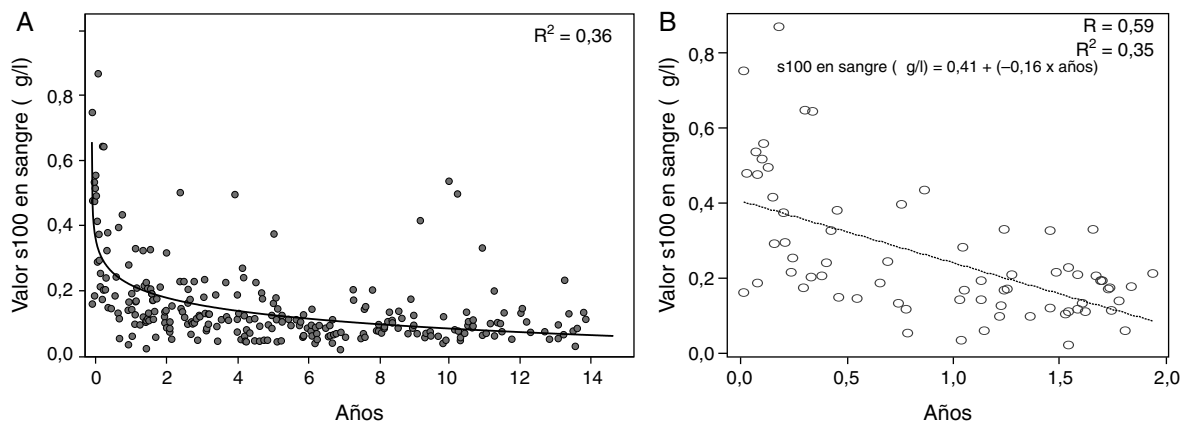 A
R² = 0,36
Valor s100 en sangre ( g/l)
0,8
0,6
0,4
0,2
0,0
0 2 4 6 8 10 12 14
Años
B
R = 0,59
R² = 0,35
s100 en sangre ( g/l) = 0,41 + (–0,16 x años)
Valor s100 en sangre ( g/l)
0,8
0,6
0,4
0,2
0,0
0,0 0,5 1,0 1,5 2,0
Años